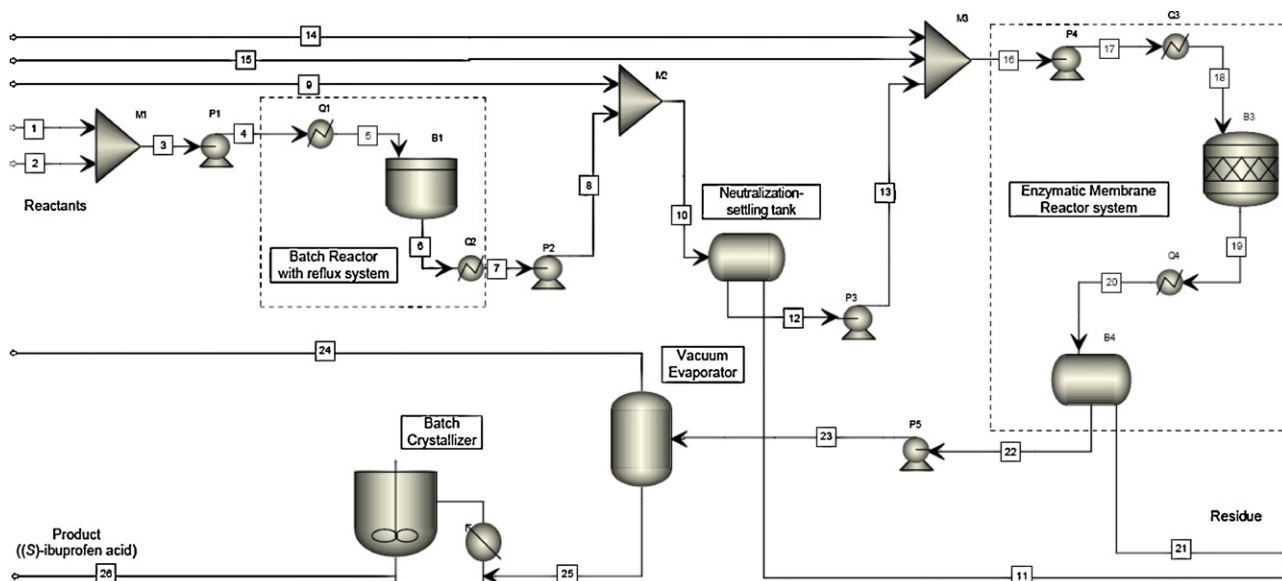 M3
P4
17
Q3
14
15
16
18
9
M2
1
M1
P1
4
Q1
5
B1
B3
2
3
8
13
Reactants
Neutralization-
settling tank
10
Enzymatic Membrane
Reactor system
6
Q2
7
P2
Batch Reactor
with reflux system
19
Q4
20
P3
12
B4
24
Vacuum
Evaporator
Batch
Crystallizer
23
P5
22
Product
((S)-ibuprofen acid)
Residue
21
26
25
11